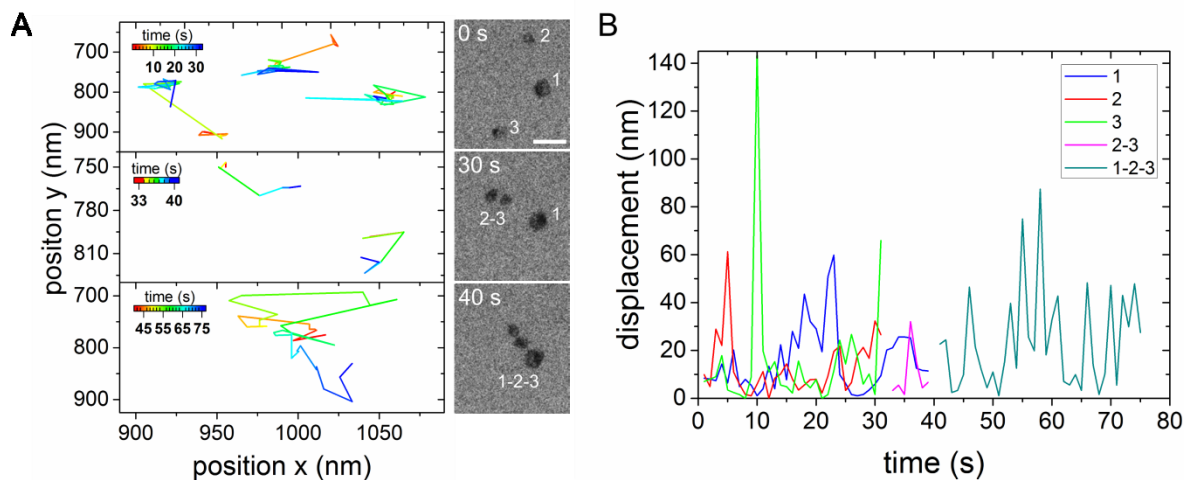 A
time (s)
10 20 30
700
800
900
time (s)
33 40
750
780
810
time (s)
45 55 65 75
700
800
900
900 950 1000 1050
positon y (nm)
position x (nm)
0 s
2
1
3
30 s
2-3
1
40 s
1-2-3
B
140
120
100
80
60
40
20
0
0 10 20 30 40 50 60 70 80
displacement (nm)
time (s)
1
2
3
2-3
1-2-3